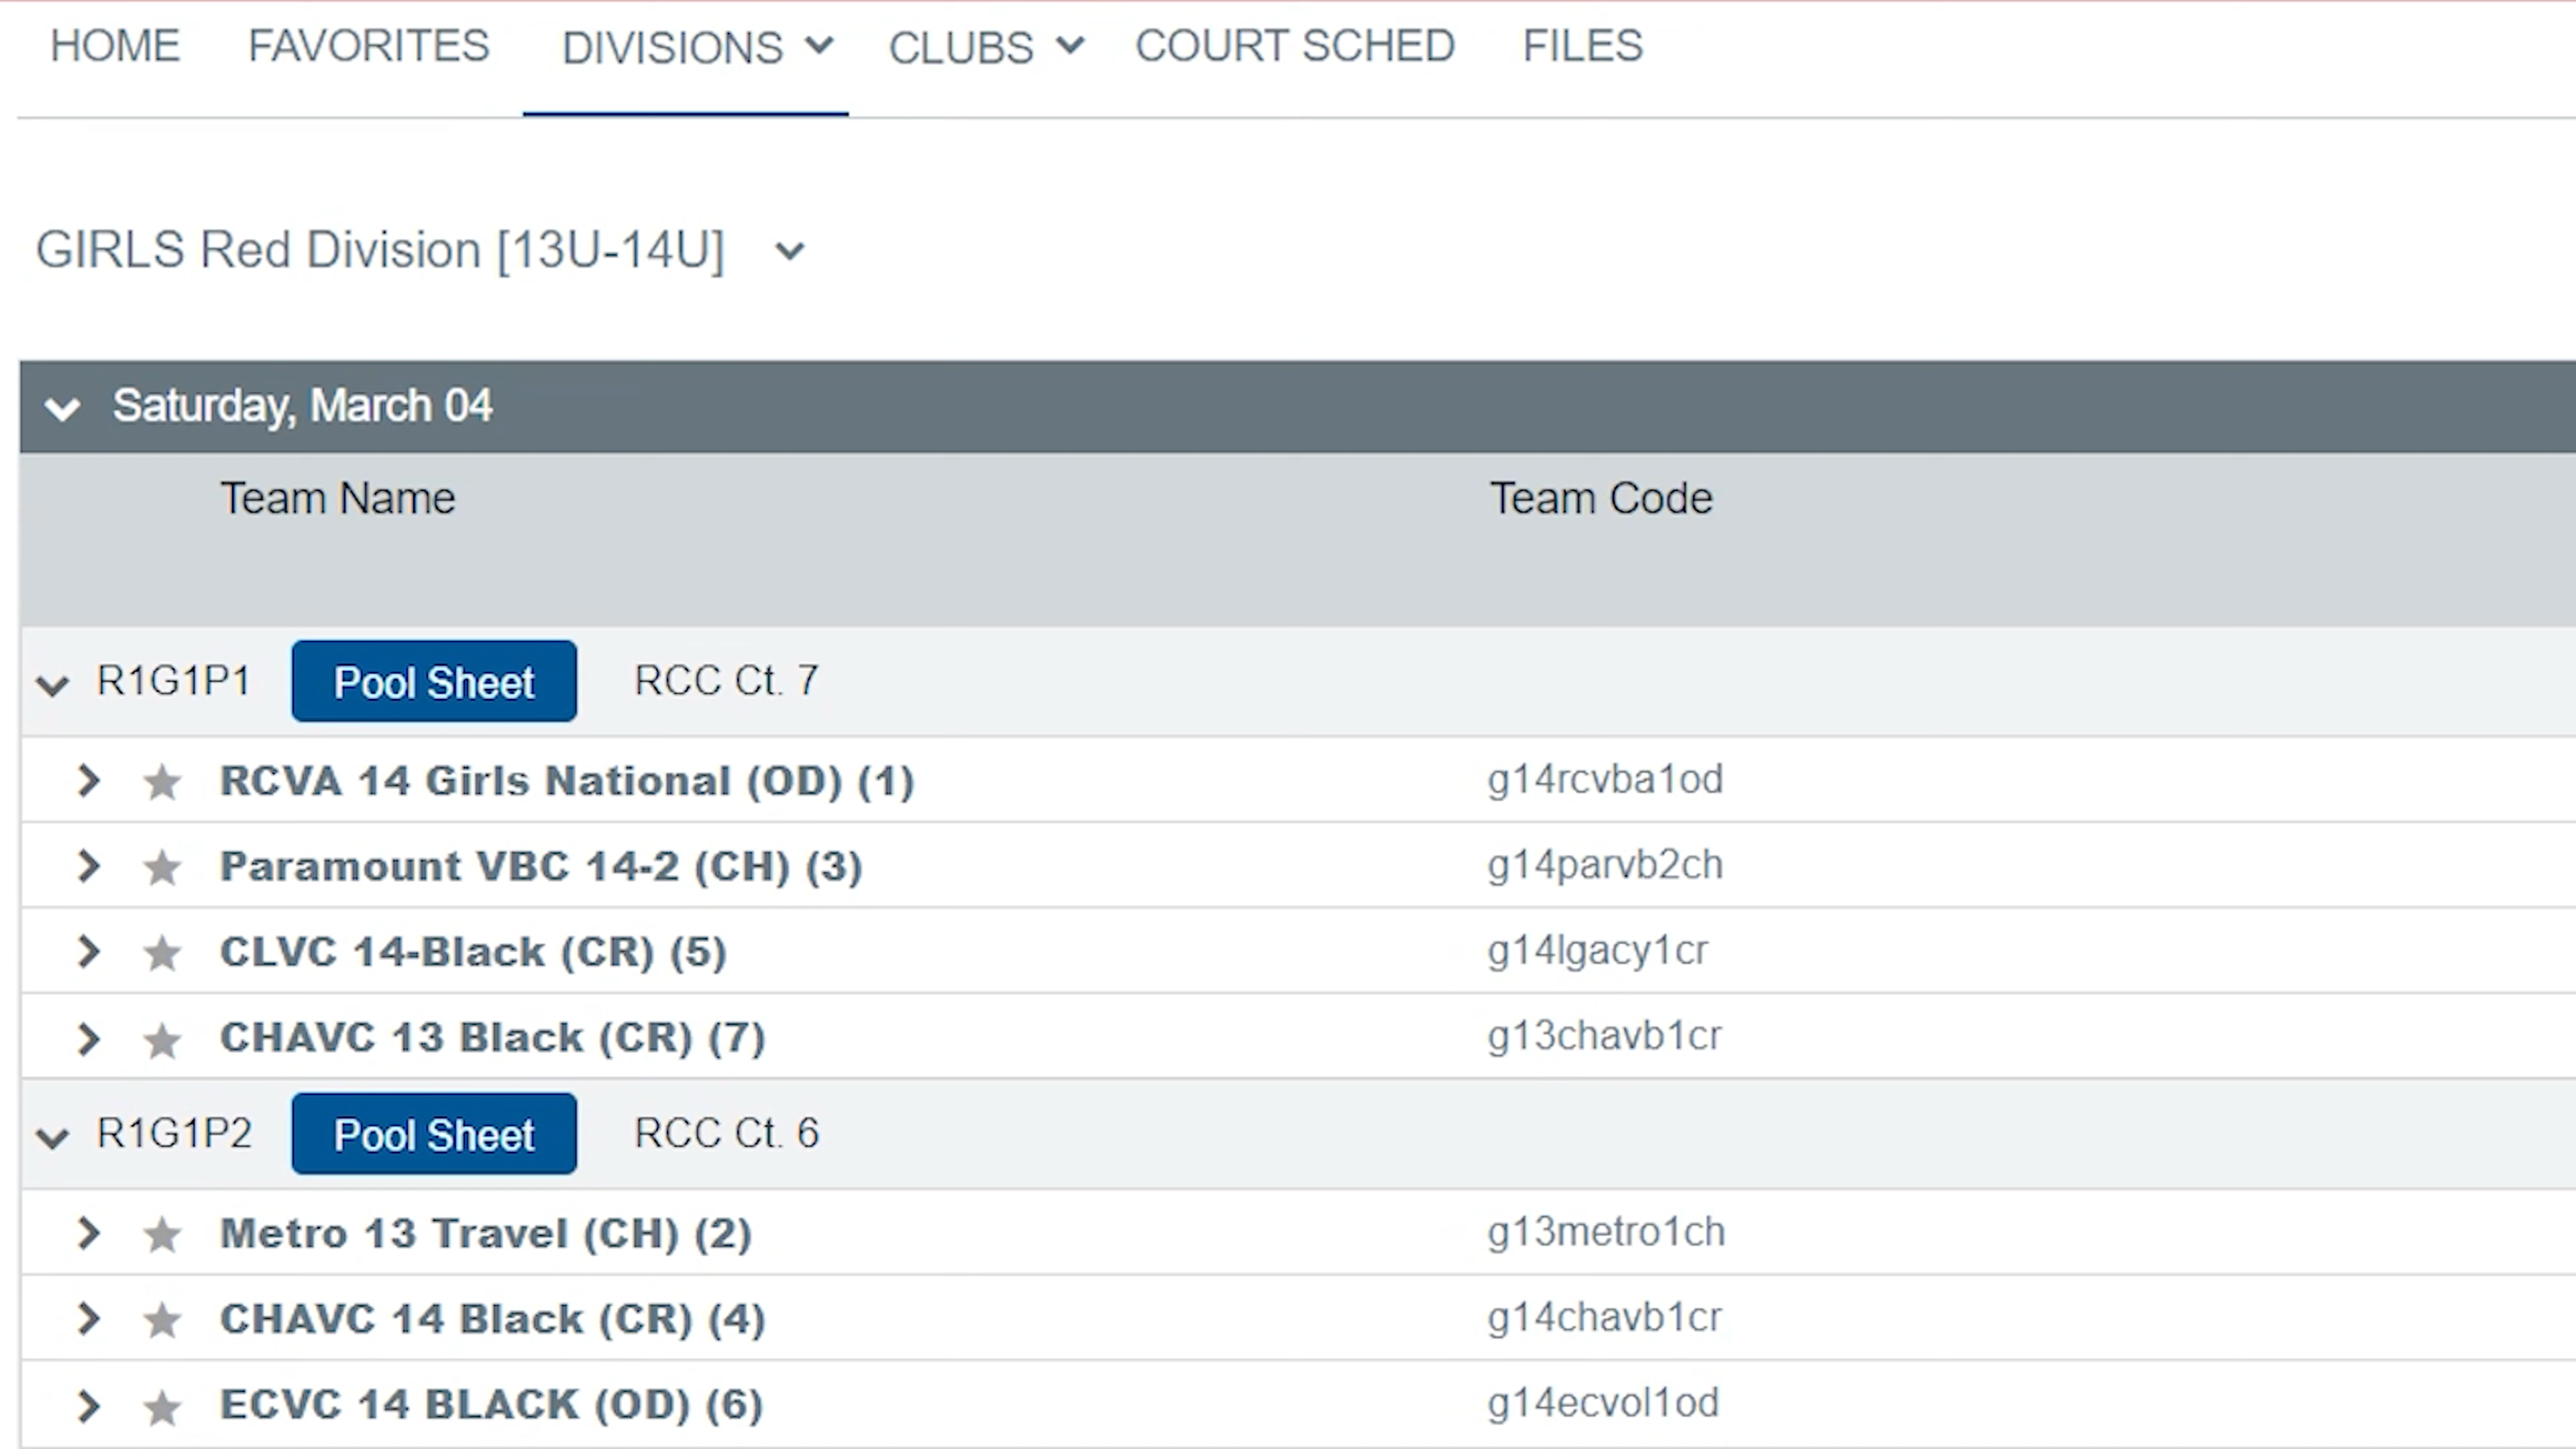 HOME FAVORITES DIVISIONS CLUBS COURT SCHED FILES
GIRLS Red Division [13U-14U]
Saturday, March 04
Team Name Team Code
R1G1P1 Pool Sheet RCC Ct. 7
RCVA 14 Girls National (OD) (1) g14rcvba1od
Paramount VBC 14-2 (CH) (3) g14parvb2ch
CLVC 14-Black (CR) (5) g14lgacy1cr
CHAVC 13 Black (CR) (7) g13chavb1cr
R1G1P2 Pool Sheet RCC Ct. 6
Metro 13 Travel (CH) (2) g13metro1ch
CHAVC 14 Black (CR) (4) g14chavb1cr
ECVC 14 BLACK (OD) (6) g14ecvol1od